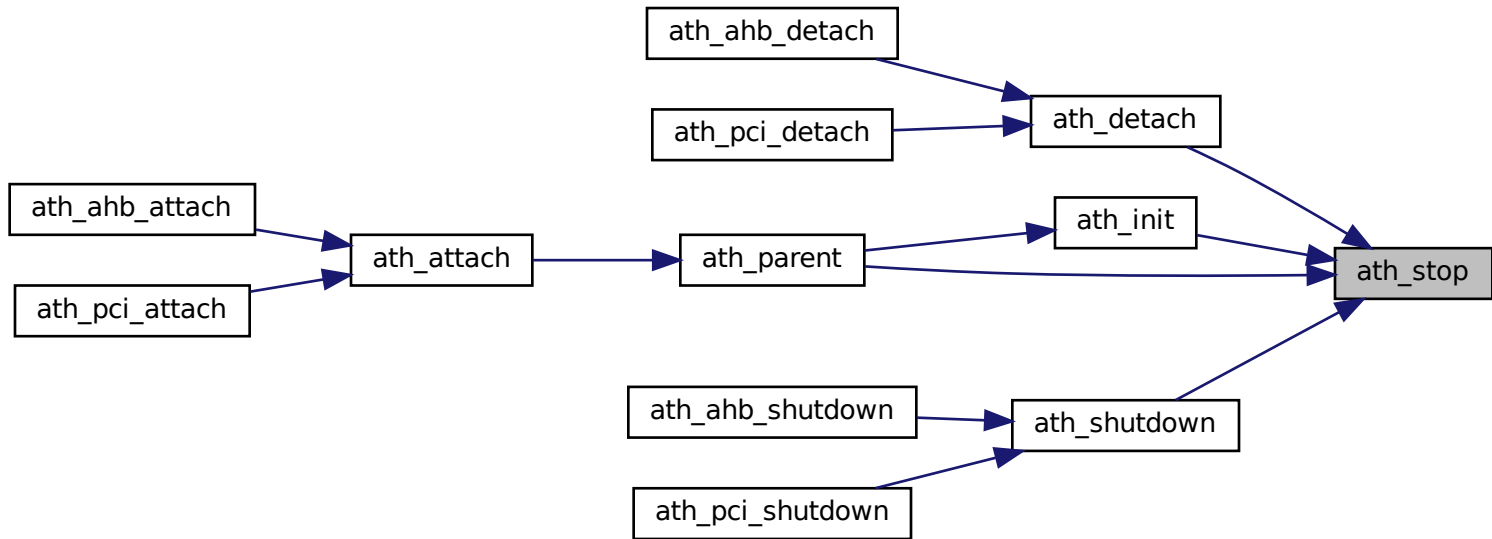 ath_ahb_detach
ath_detach
ath_pci_detach
ath_ahb_attach
ath_init
ath_attach
ath_parent
ath_stop
ath_pci_attach
ath_ahb_shutdown
ath_shutdown
ath_pci_shutdown